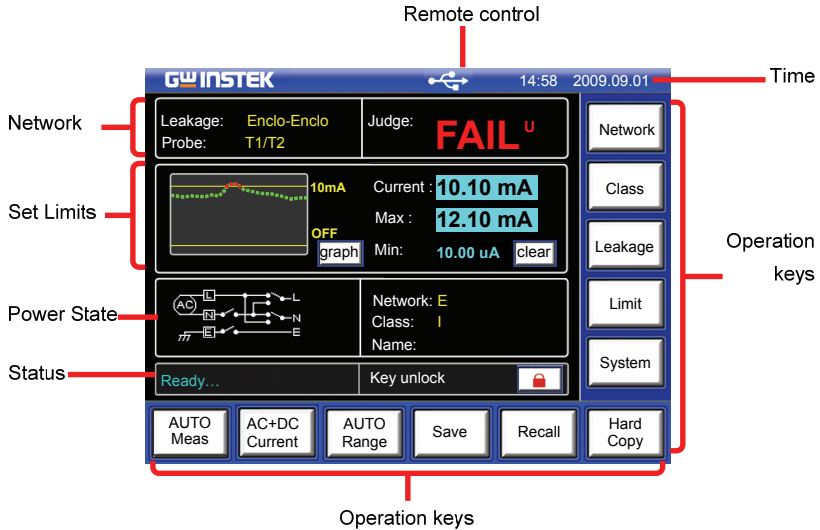 Remote control
GW INSTEK
14:58 2009.09.01
Time
Network
Leakage: Enclo-Enclo
Probe: T1/T2
Judge: FAIL U
Network
Set Limits
10mA
OFF
graph
Current : 10.10 mA
Max : 12.10 mA
Min: 10.00 uA
clear
Class
Leakage
Operation
keys
Power State
AC
L
N
E
L
N
E
Network: E
Class: I
Name:
Limit
System
Status
Ready...
Key unlock
AUTO
Meas
AC+DC
Current
AUTO
Range
Save
Recall
Hard
Copy
Operation keys